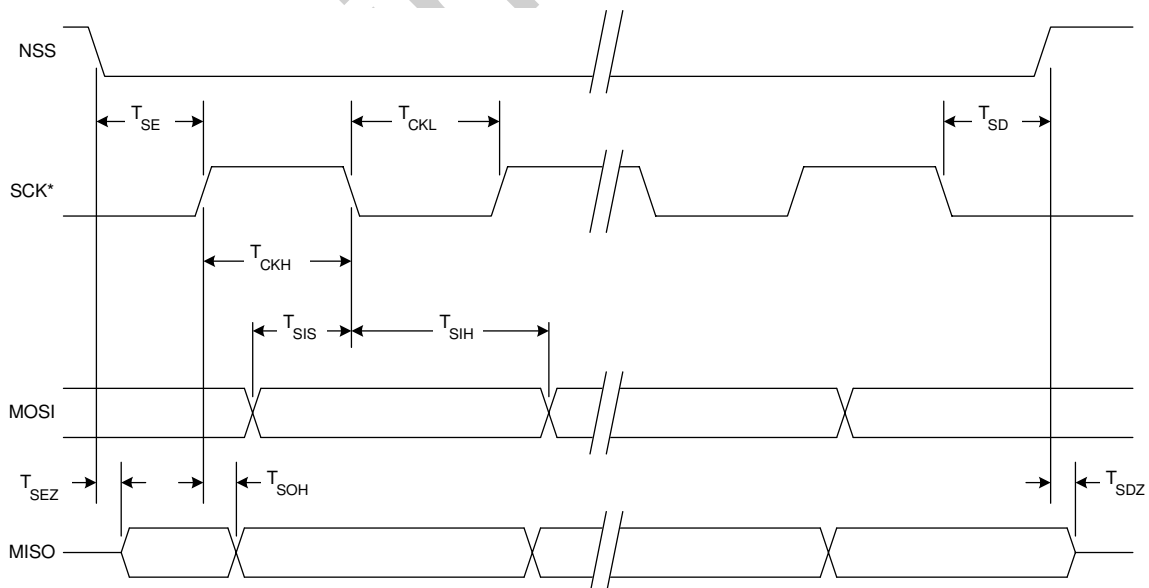 NSS
T_SE
T_CKL
T_SD
SCK*
T_CKH
T_SIS
T_SIH
MOSI
T_SEZ
T_SOH
T_SDZ
MISO